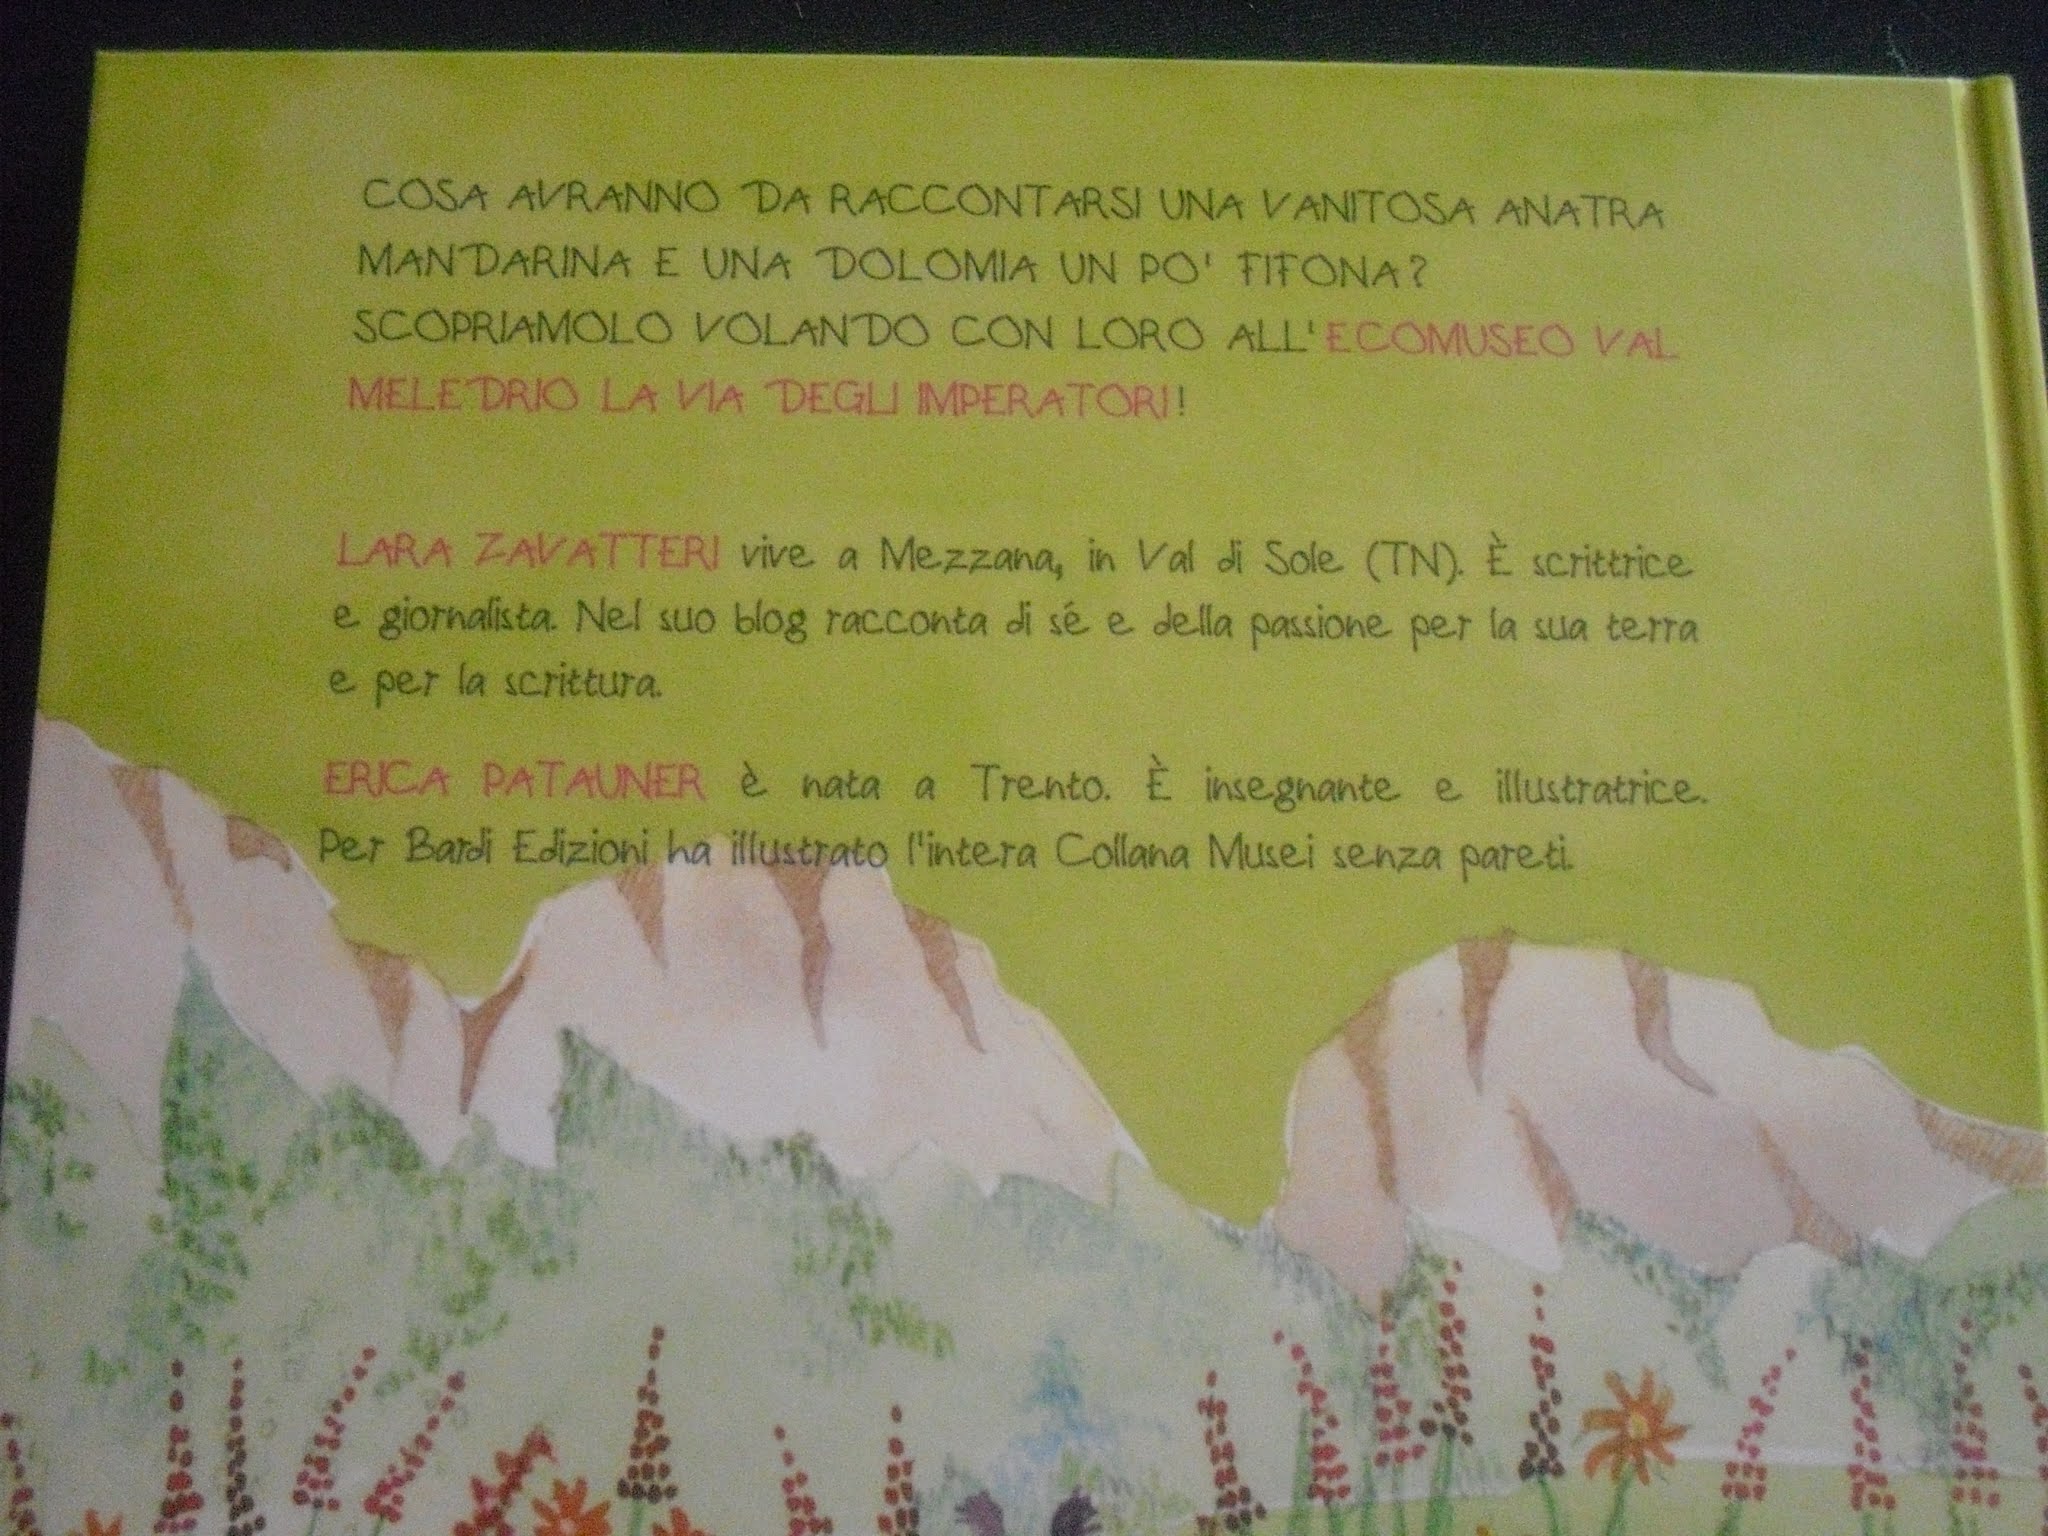 COSA AVRANNO DA RACCONTARSI UNA VANITOSA ANATRA
MANDARINA E UNA DOLOMIA UN PO' FIFONA?
SCOPRIAMOLO VOLANDO CON LORO ALL'ECOMUSEO VAL
MELEDRIO LA VIA DEGLI IMPERATORI!
LARA ZAVATTERI vive a Mezzana, in Val di Sole (TN). È scrittrice
e giornalista. Nel suo blog racconta di sé e della passione per la sua terra
e per la scrittura.
ERICA PATAUNER è nata a Trento. È insegnante e illustratrice.
Per Bardi Edizioni ha illustrato l'intera Collana Musei senza pareti.